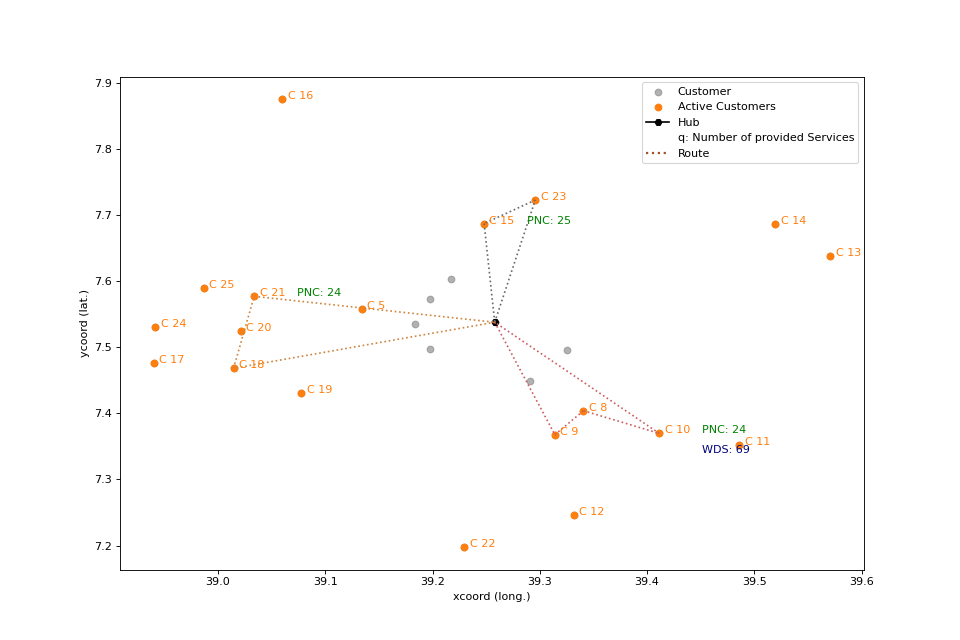 7.9
7.8
7.7
7.6
7.5
7.4
7.3
7.2
ycoord (lat.)
39.0
39.1
39.2
39.3
39.4
39.5
39.6
xcoord (long.)
Customer
Active Customers
Hub
q: Number of provided Services
Route
C 16
C 23
C 15
PNC: 25
C 14
C 13
C 25
C 21
PNC: 24
C 5
C 24
C 20
C 17
C 18
C 19
C 8
C 9
C 10
PNC: 24
C 11
WDS: 69
C 12
C 22